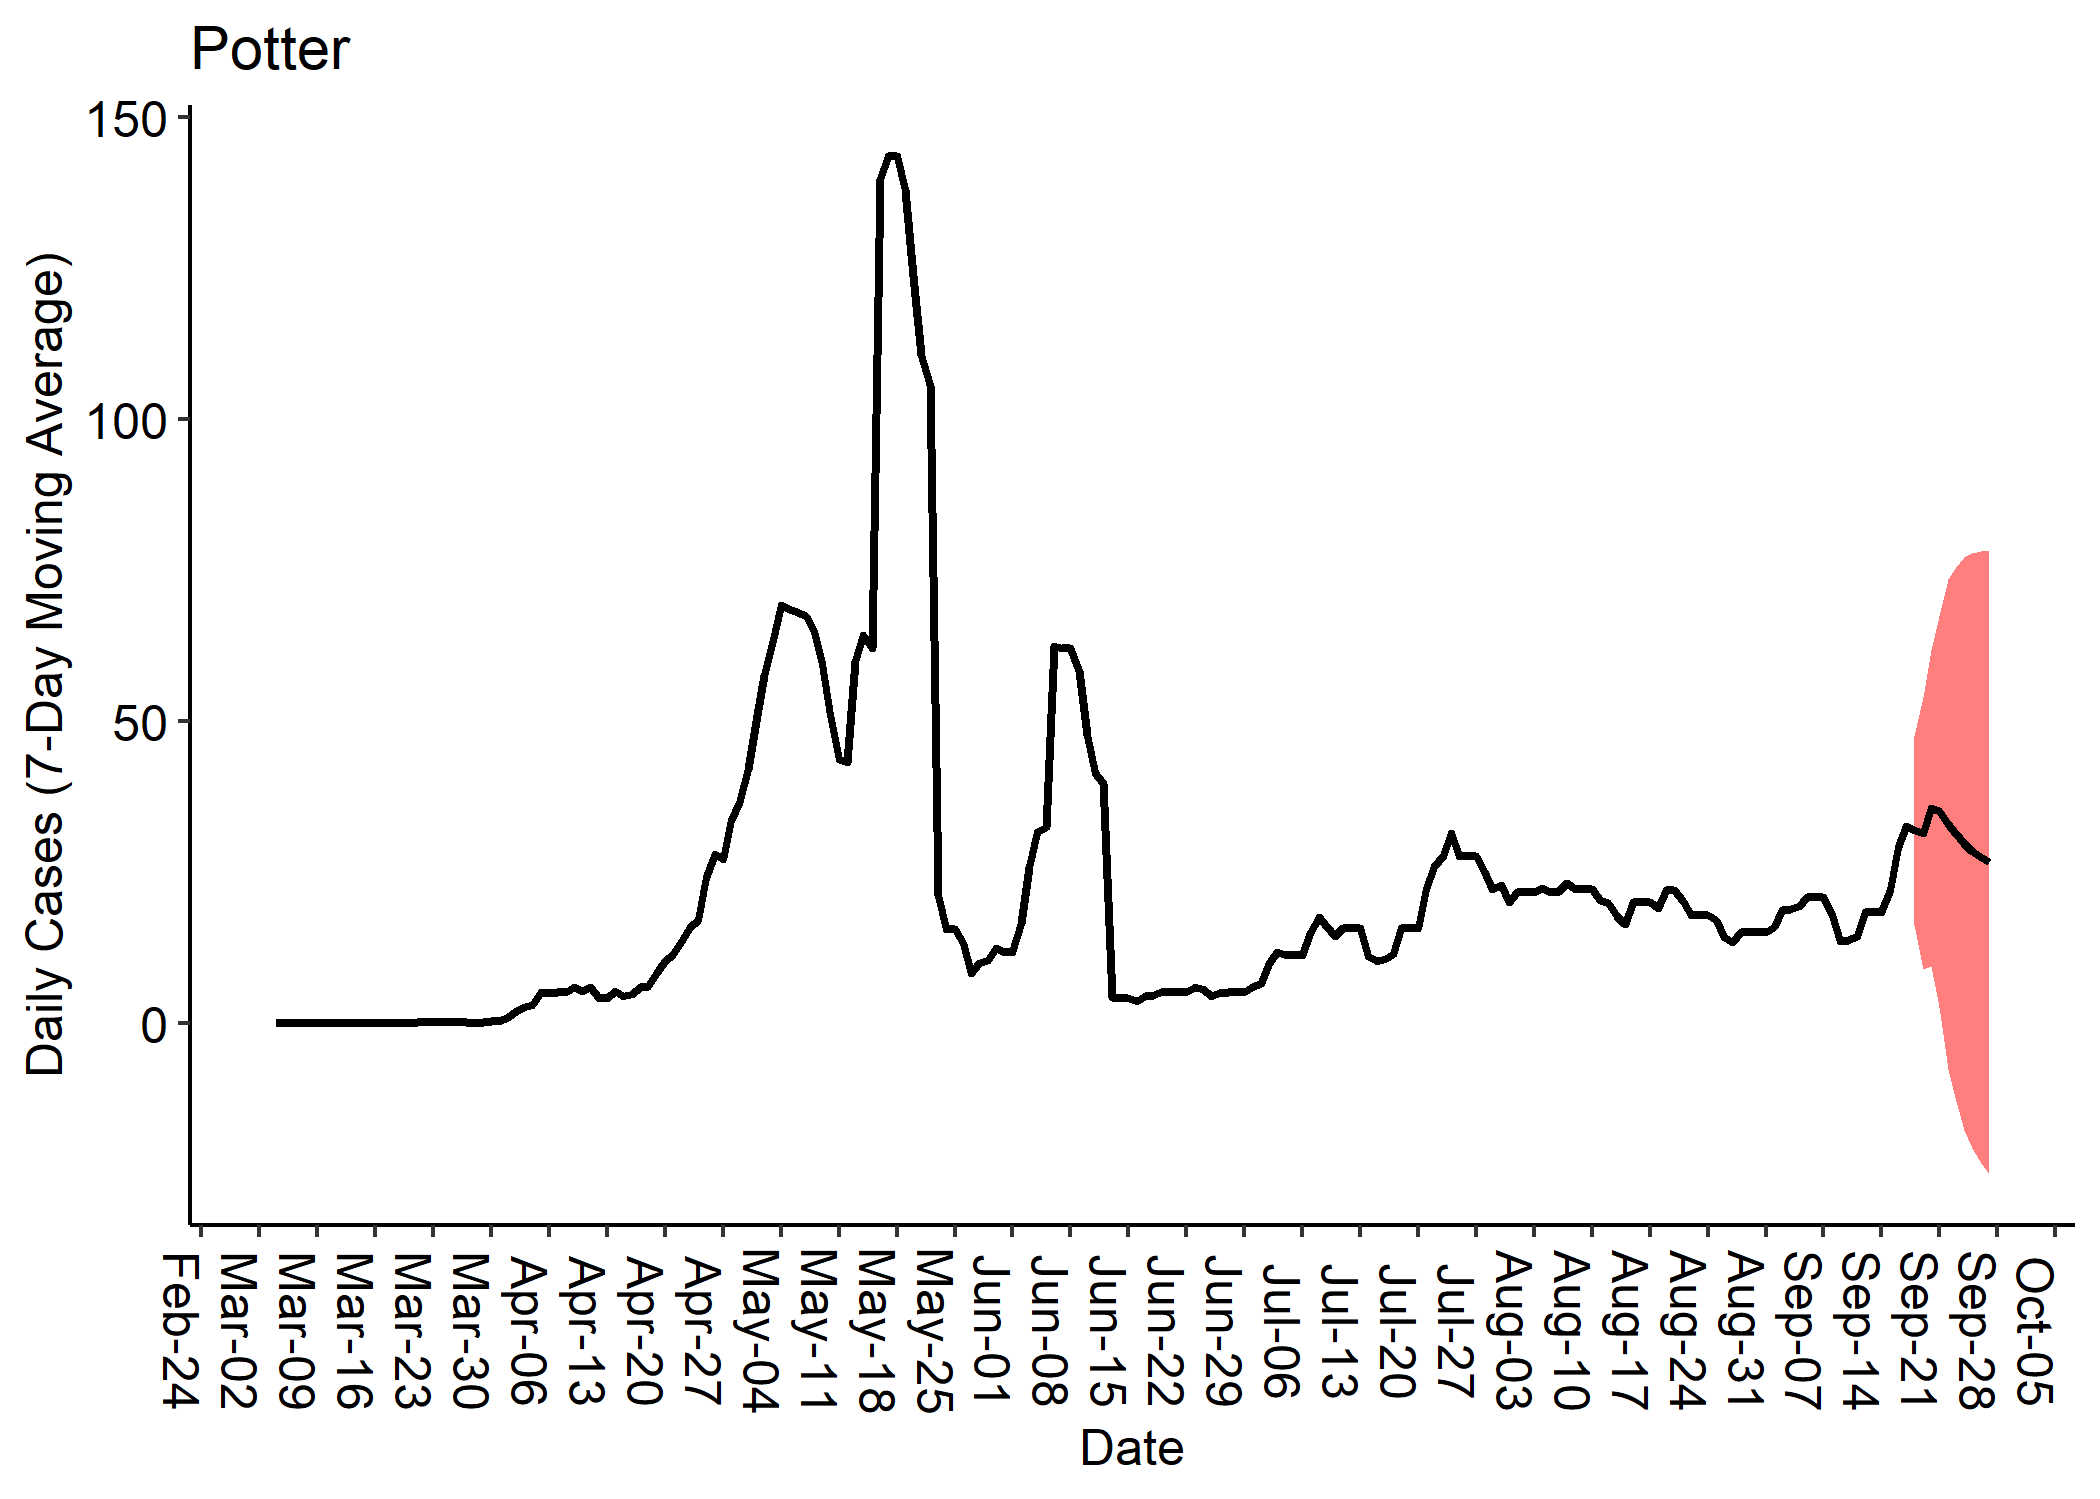 Potter
Daily Cases (7-Day Moving Average)
150
100
50
0
Feb-24
Mar-02
Mar-09
Mar-16
Mar-23
Mar-30
Apr-06
Apr-13
Apr-20
Apr-27
May-04
May-11
May-18
May-25
Jun-01
Jun-08
Jun-15
Jun-22
Jun-29
Jul-06
Jul-13
Jul-20
Jul-27
Aug-03
Aug-10
Aug-17
Aug-24
Aug-31
Sep-07
Sep-14
Sep-21
Sep-28
Oct-05
Date